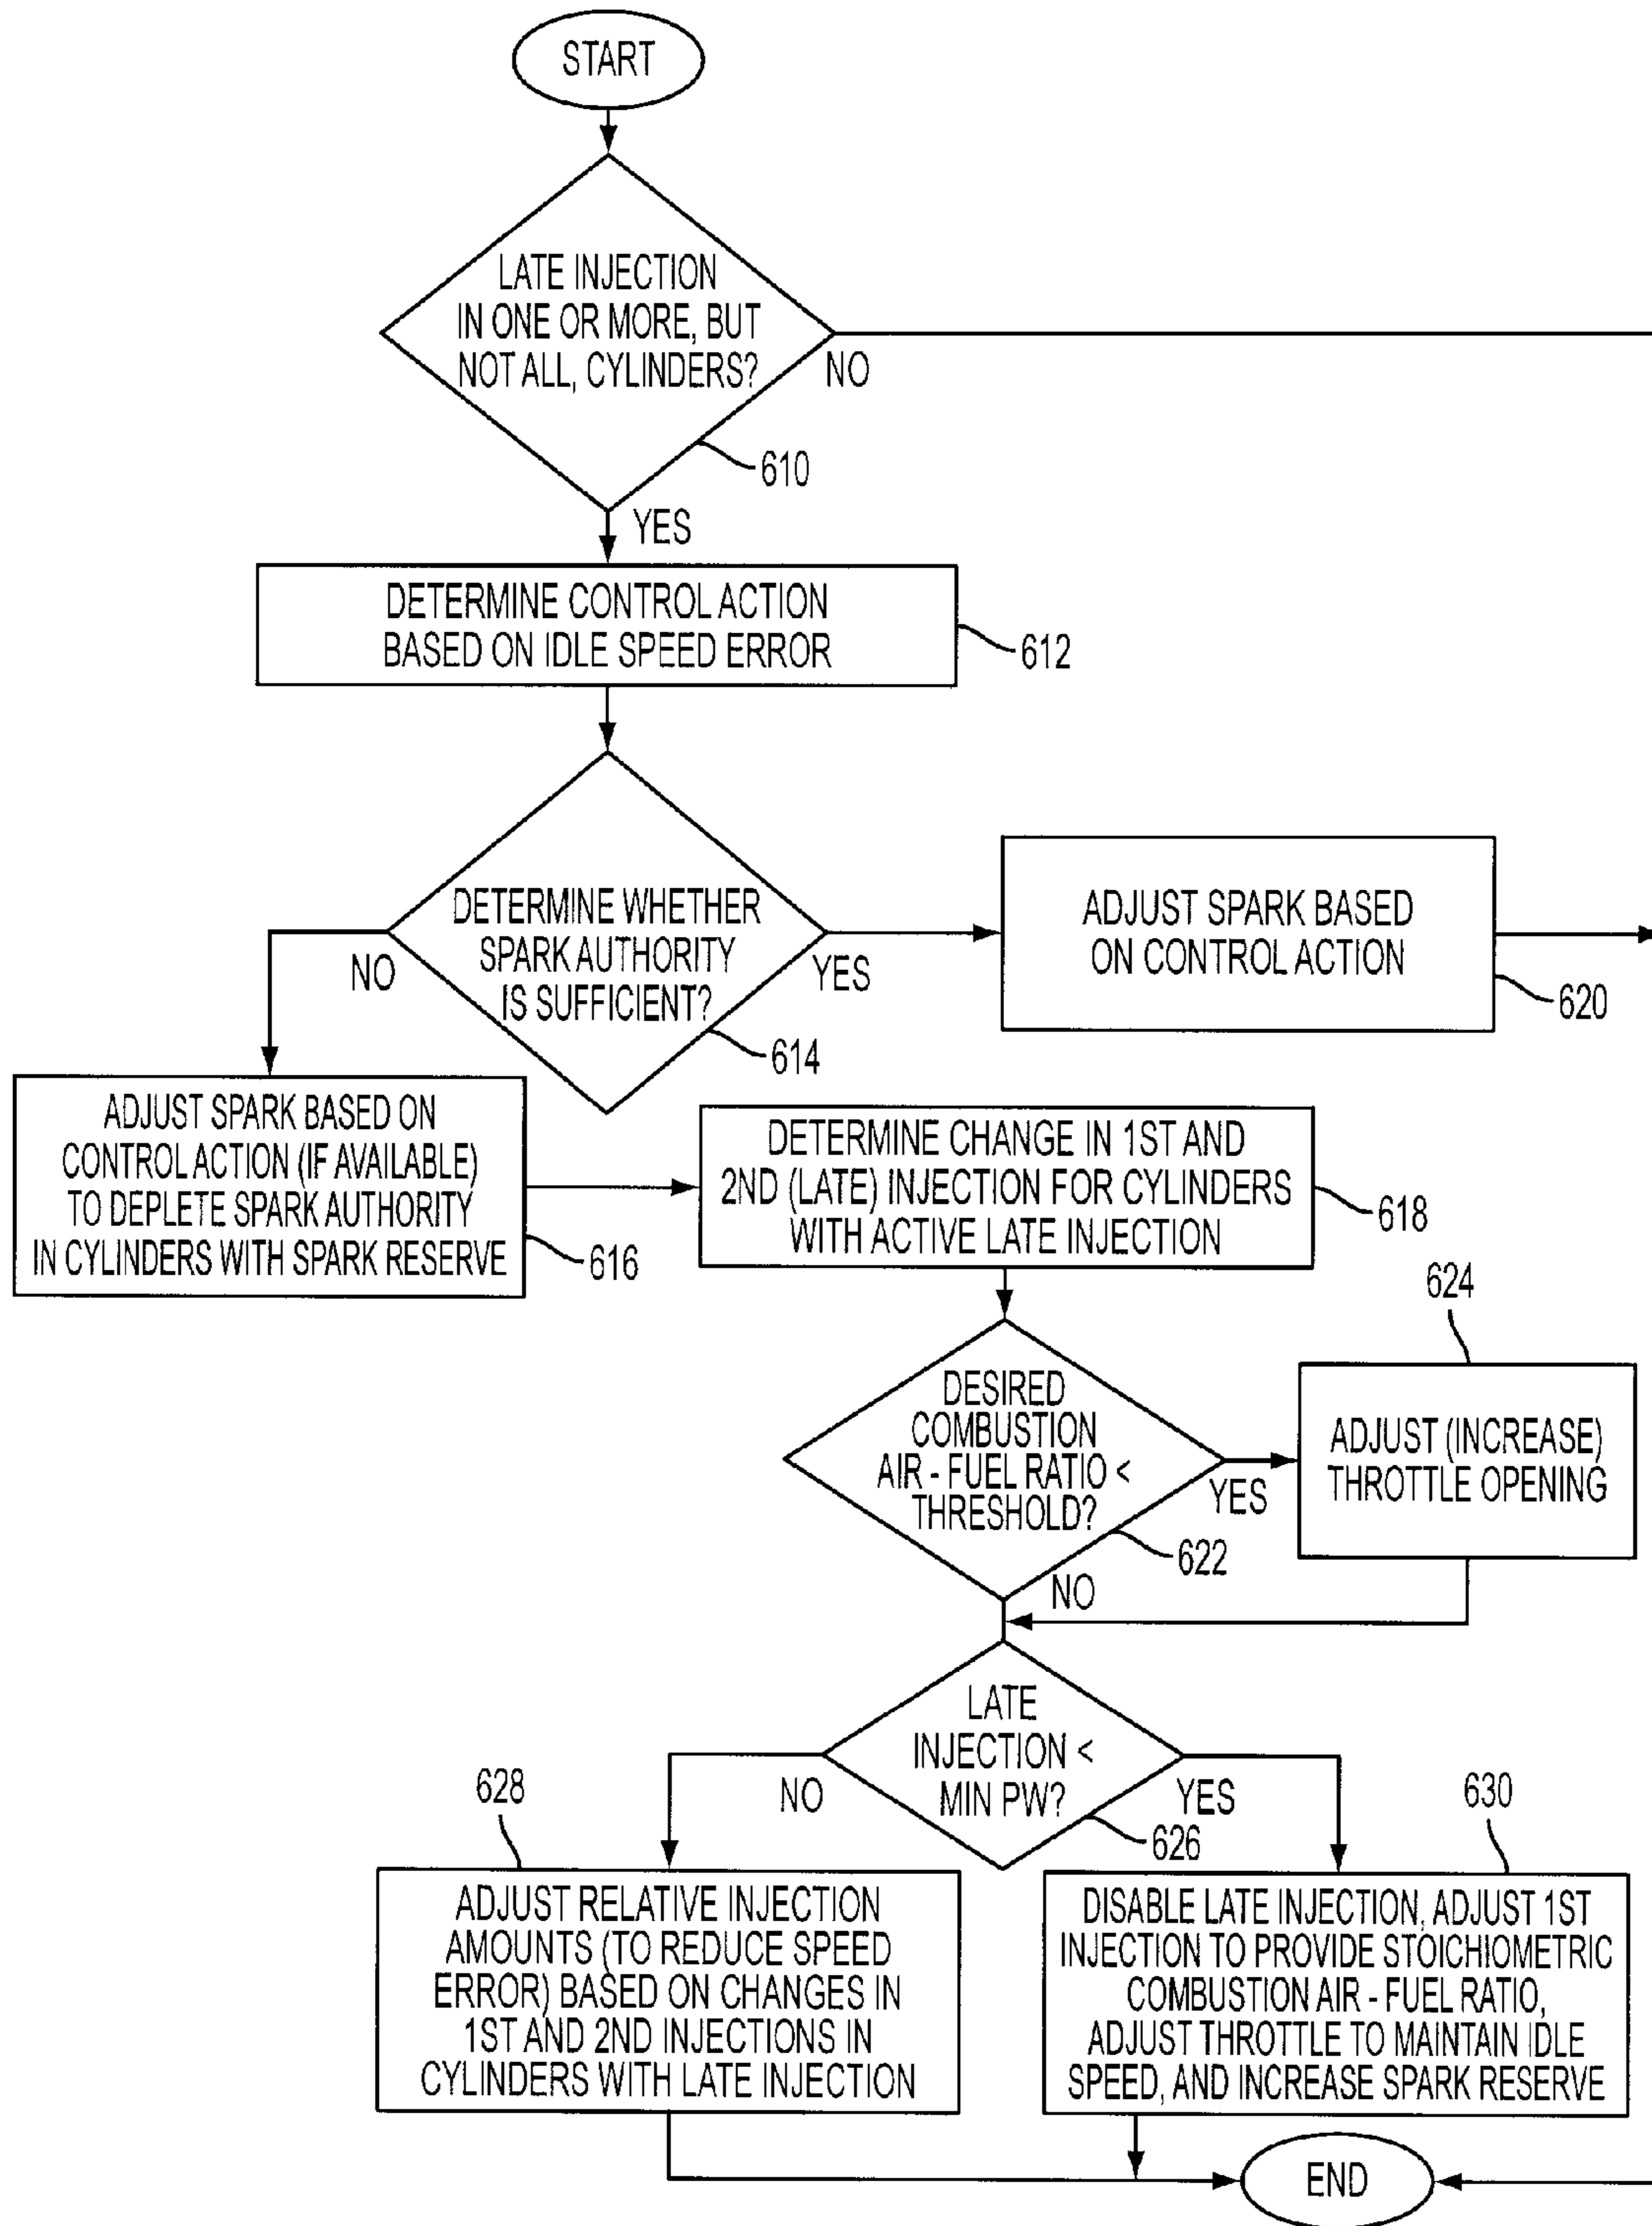 START
LATE INJECTION
IN ONE OR MORE, BUT
NOT ALL, CYLINDERS?
NO
610
YES
DETERMINE CONTROL ACTION
BASED ON IDLE SPEED ERROR
612
DETERMINE WHETHER
SPARK AUTHORITY
IS SUFFICIENT?
NO
YES
614
ADJUST SPARK BASED
ON CONTROL ACTION
620
ADJUST SPARK BASED ON
CONTROL ACTION (IF AVAILABLE)
TO DEPLETE SPARK AUTHORITY
IN CYLINDERS WITH SPARK RESERVE
616
DETERMINE CHANGE IN 1ST AND
2ND (LATE) INJECTION FOR CYLINDERS
WITH ACTIVE LATE INJECTION
618
DESIRED
COMBUSTION
AIR - FUEL RATIO <
THRESHOLD?
YES
622
NO
624
ADJUST (INCREASE)
THROTTLE OPENING
LATE
INJECTION <
MIN PW?
NO
YES
626
628
ADJUST RELATIVE INJECTION
AMOUNTS (TO REDUCE SPEED
ERROR) BASED ON CHANGES IN
1ST AND 2ND INJECTIONS IN
CYLINDERS WITH LATE INJECTION
630
DISABLE LATE INJECTION, ADJUST 1ST
INJECTION TO PROVIDE STOICHIOMETRIC
COMBUSTION AIR - FUEL RATIO,
ADJUST THROTTLE TO MAINTAIN IDLE
SPEED, AND INCREASE SPARK RESERVE
END